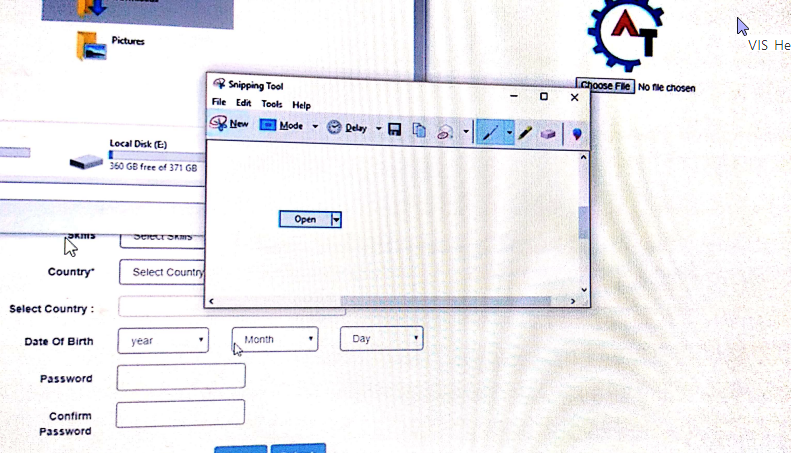 Pictures
VIS He
Choose File No file chosen
Snipping Tool
File Edit Tools Help
New Mode Delay
Local Disk (E:)
360 GB free of 371 GB
Open
Skills Select Skills
Country* Select Country
Select Country :
Date Of Birth year Month Day
Password
Confirm
Password